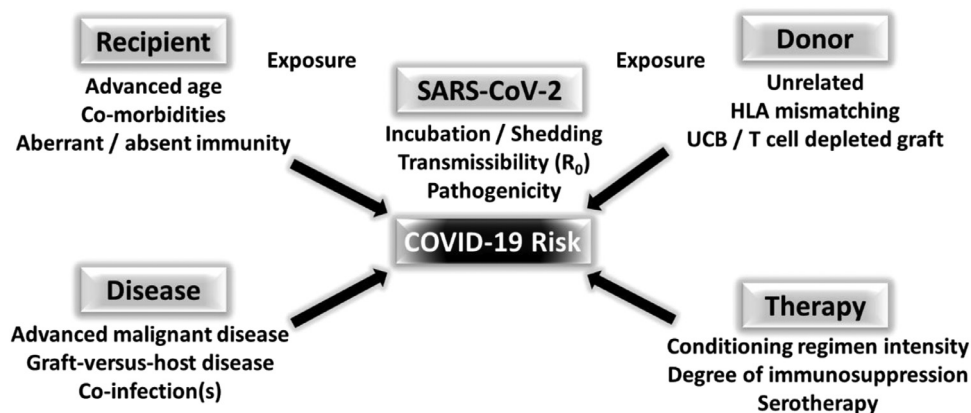 Recipient
Advanced age
Co-morbidities
Aberrant / absent immunity
Exposure
SARS-CoV-2
Incubation / Shedding
Transmissibility (R₀)
Pathogenicity
Exposure
Donor
Unrelated
HLA mismatching
UCB / T cell depleted graft
COVID-19 Risk
Disease
Advanced malignant disease
Graft-versus-host disease
Co-infection(s)
Therapy
Conditioning regimen intensity
Degree of immunosuppression
Serotherapy